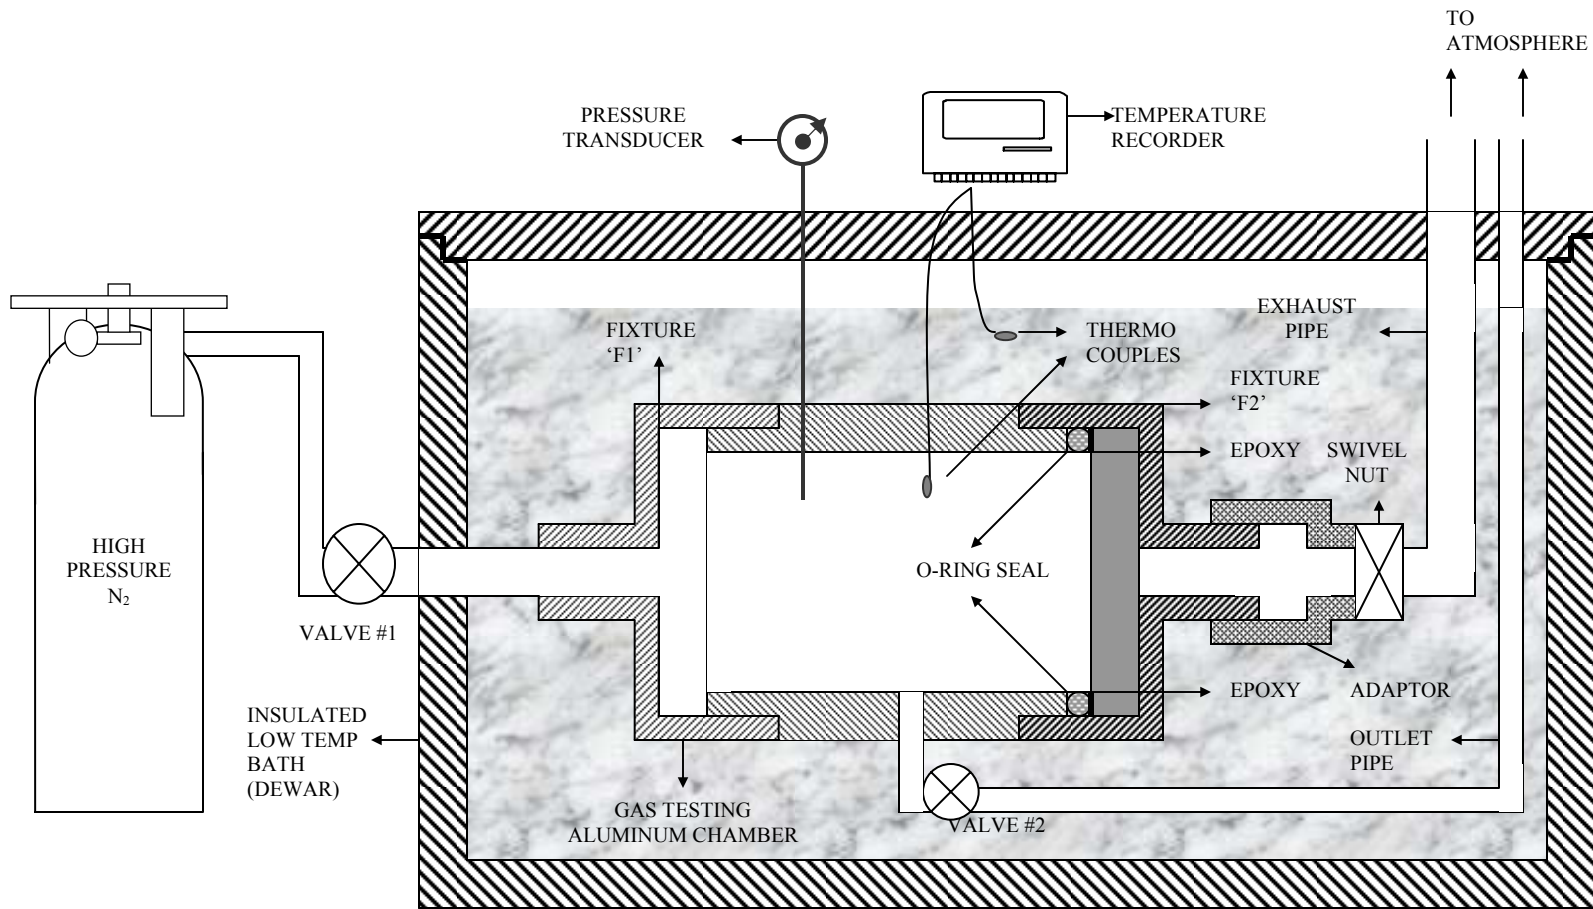 TO
ATMOSPHERE
PRESSURE
TRANSDUCER
TEMPERATURE
RECORDER
FIXTURE
‘F1’
THERMO
COUPLES
EXHAUST
PIPE
FIXTURE
‘F2’
EPOXY
SWIVEL
NUT
HIGH
PRESSURE
N₂
O-RING SEAL
VALVE #1
EPOXY
ADAPTOR
INSULATED
LOW TEMP
BATH
(DEWAR)
OUTLET
PIPE
GAS TESTING
ALUMINUM CHAMBER
VALVE #2